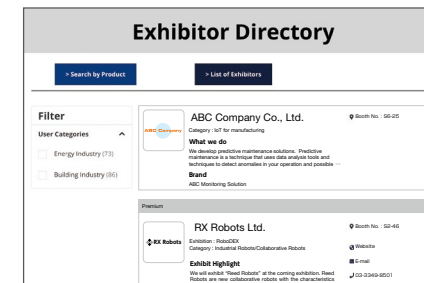 Exhibitor Directory
> Search by Product
> List of Exhibitors
Filter
User Categories
Energy Industry (73)
Building Industry (86)
ABC Company
ABC Company Co., Ltd.
Booth No. : S6-25
Category : IoT for manufacturing
What we do
We develop predictive maintenance solutions. Predictive
maintenance is a technique that uses data analysis tools and
techniques to detect anomalies in your operation and possible ···
Brand
ABC Monitoring Solution
Premium
RX Robots
RX Robots Ltd.
Booth No. : S2-46
Exhibition : RoboDEX
Category : Industrial Robots/Collaborative Robots
Website
Exhibit Highlight
E-mail
We will exhibit "Reed Robots" at the coming exhibition. Reed
Robots are new collaborative robots with the characteristics
03-3349-8501